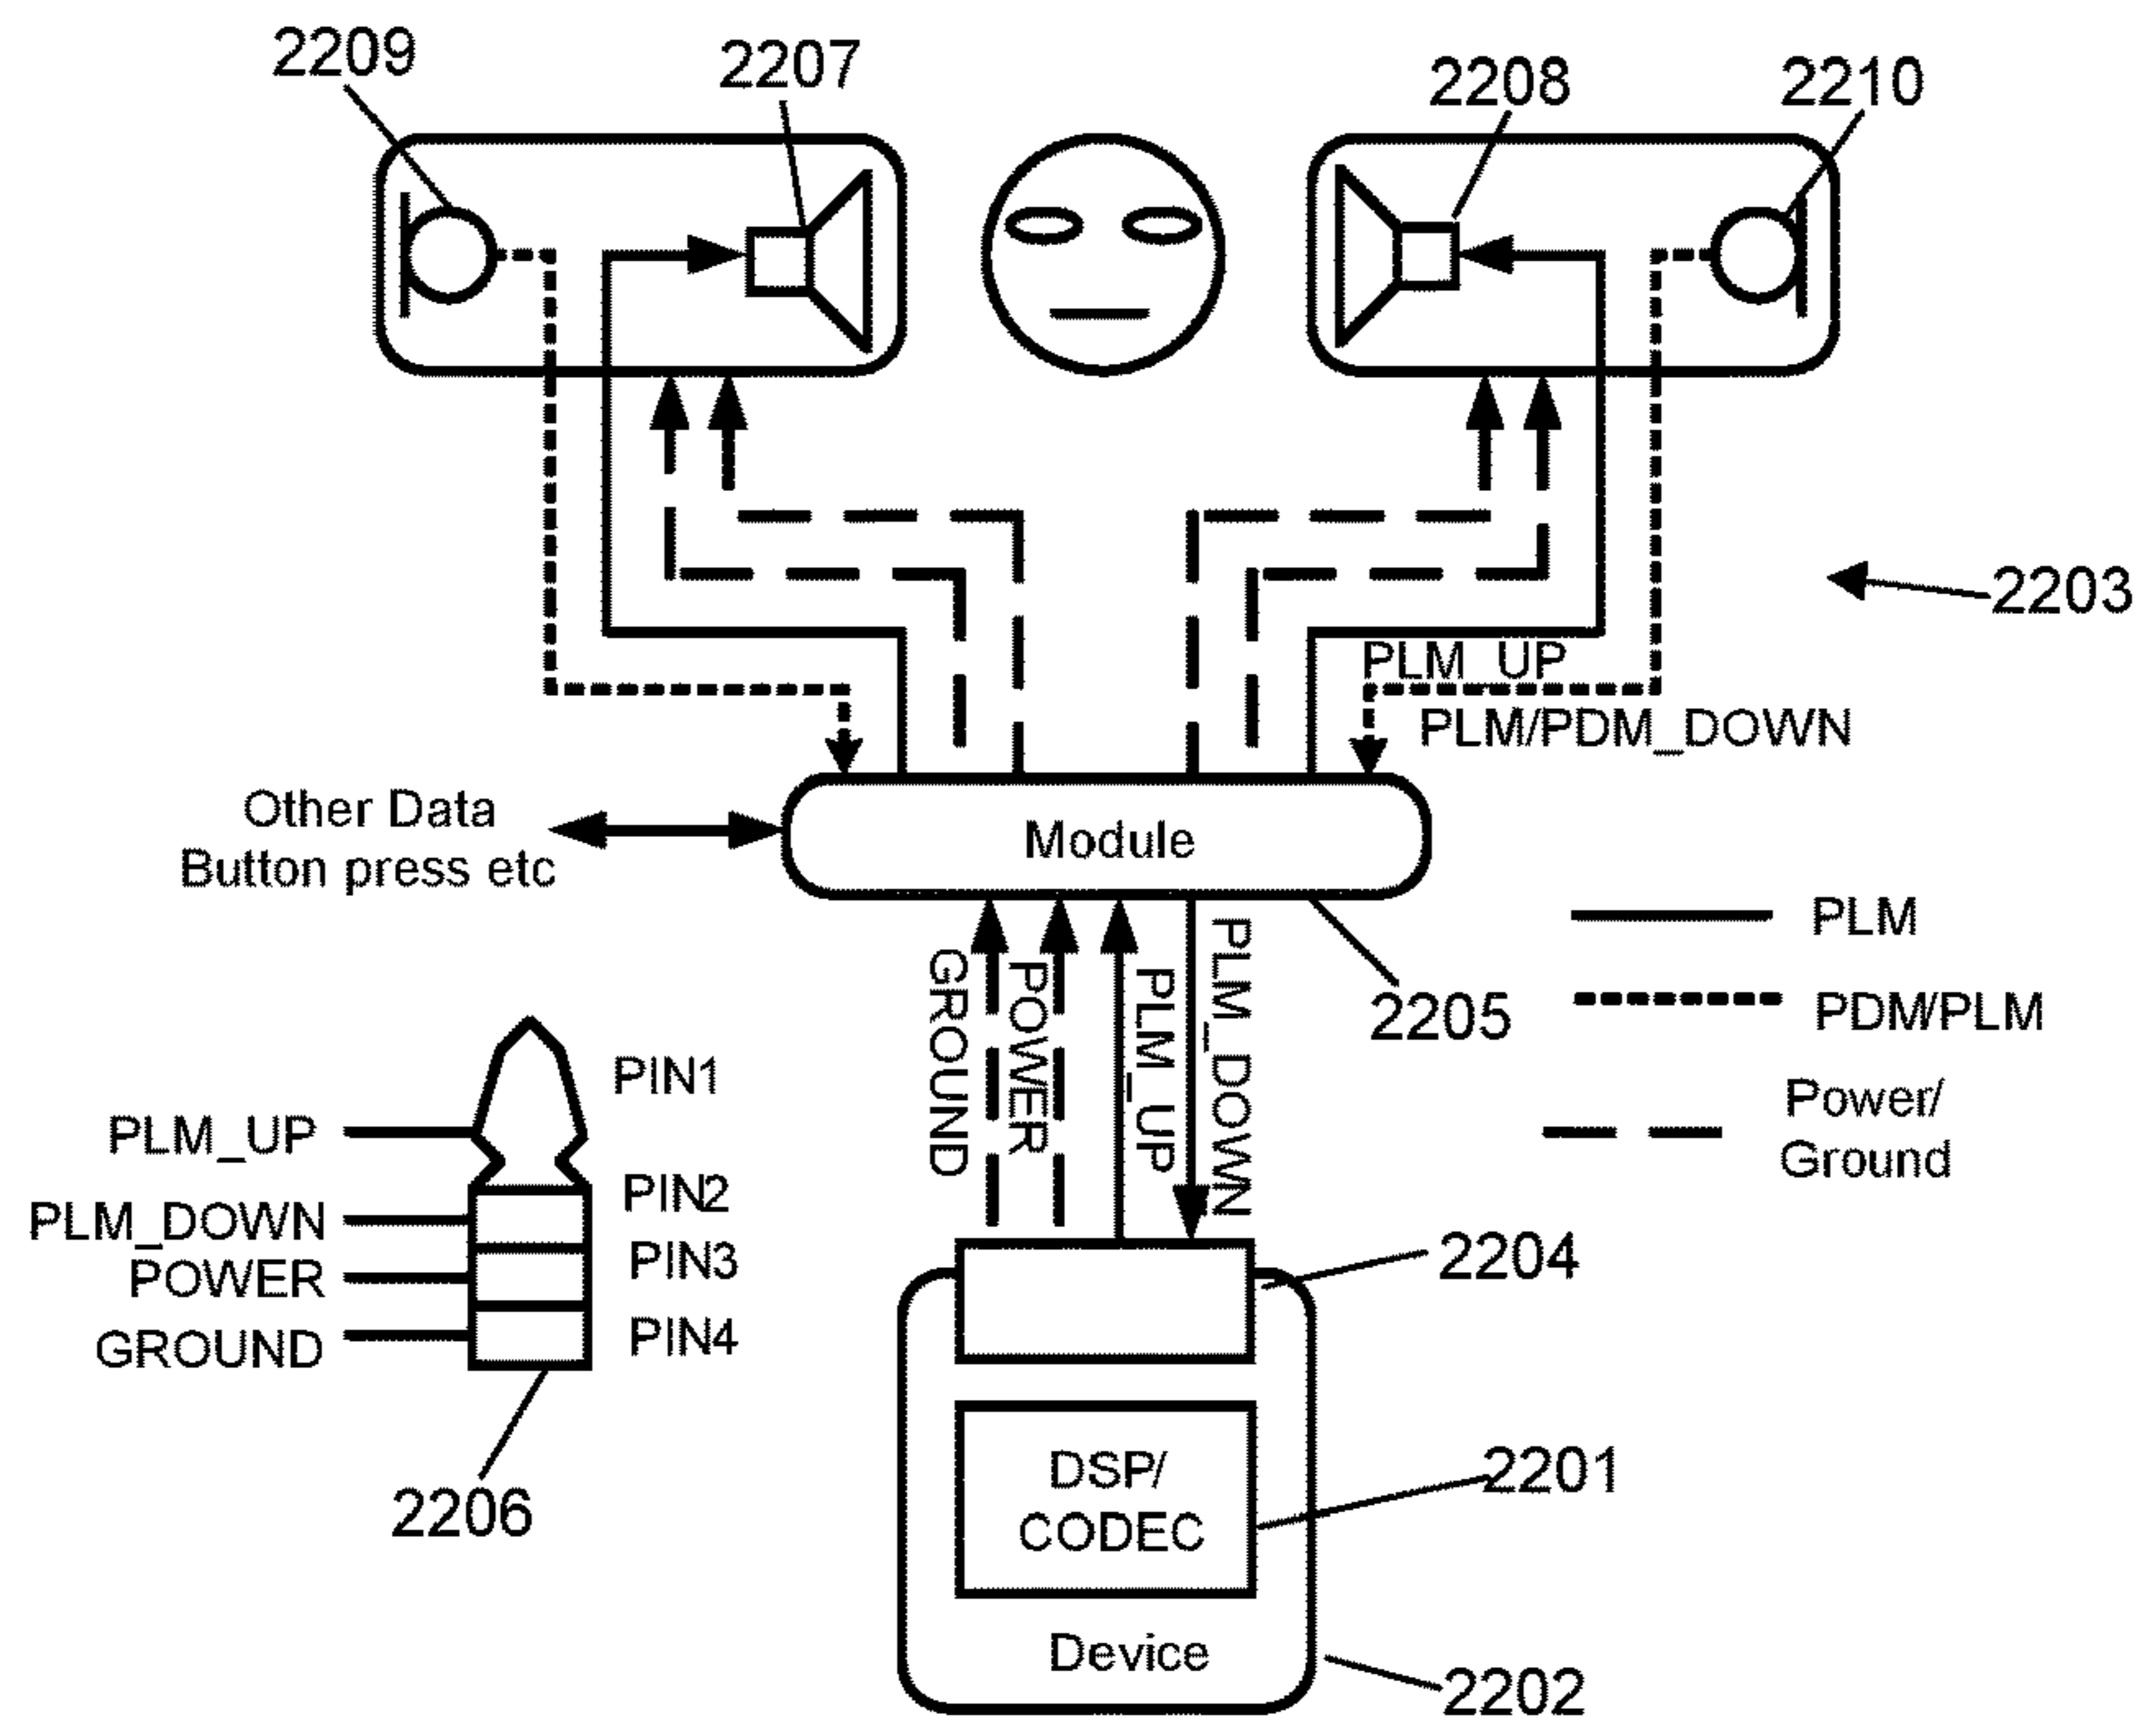 2209
2207
2208
2210
2203
PLM_UP
PLM/PDM_DOWN
Other Data
Button press etc
Module
PLM
PDM/PLM
Power/
Ground
2205
GROUND
POWER
PLM_UP
PLM_DOWN
PIN1
PLM_UP
PIN2
PLM_DOWN
PIN3
POWER
PIN4
GROUND
2206
2204
DSP/
CODEC
2201
Device
2202